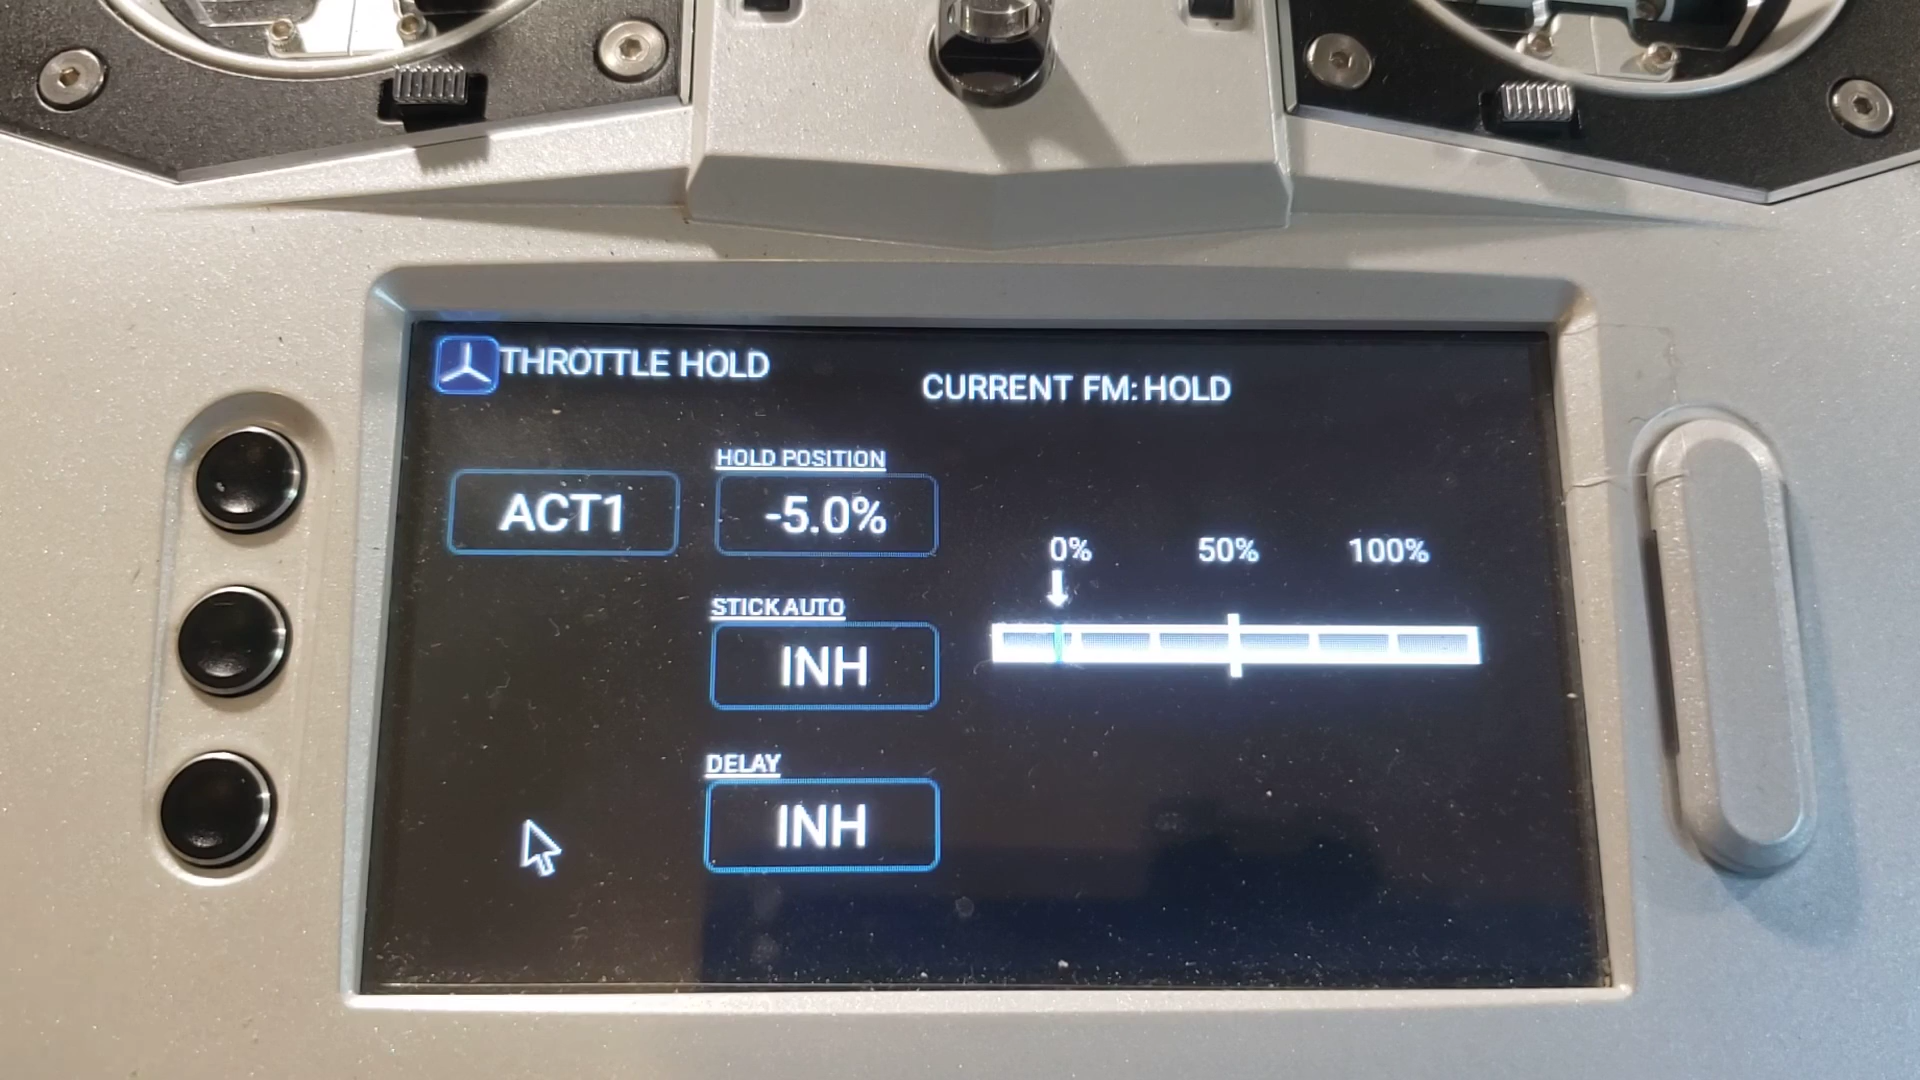 THROTTLE HOLD
CURRENT FM: HOLD
HOLD POSITION
ACT1
-5.0%
0%
50%
100%
STICK AUTO
INH
DELAY
INH